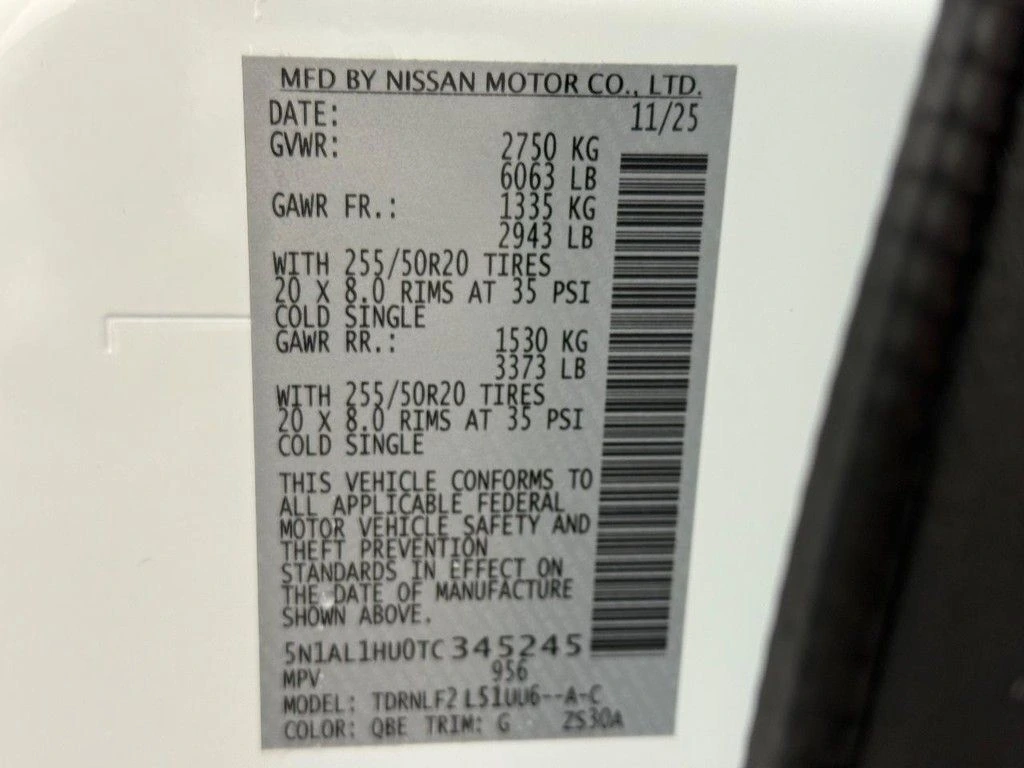 MFD BY NISSAN MOTOR CO., LTD.
DATE: 11/25
GVWR: 2750 KG
6063 LB
GAWR FR.: 1335 KG
2943 LB
WITH 255/50R20 TIRES
20 X 8.0 RIMS AT 35 PSI
COLD SINGLE
GAWR RR.: 1530 KG
3373 LB
WITH 255/50R20 TIRES
20 X 8.0 RIMS AT 35 PSI
COLD SINGLE
THIS VEHICLE CONFORMS TO
ALL APPLICABLE FEDERAL
MOTOR VEHICLE SAFETY AND
THEFT PREVENTION
STANDARDS IN EFFECT ON
THE DATE OF MANUFACTURE
SHOWN ABOVE.
5N1AL1HU0TC345245
MPV 956
MODEL: TDRNLF2 L51UU6--A-C
COLOR: QBE TRIM: G ZS30A